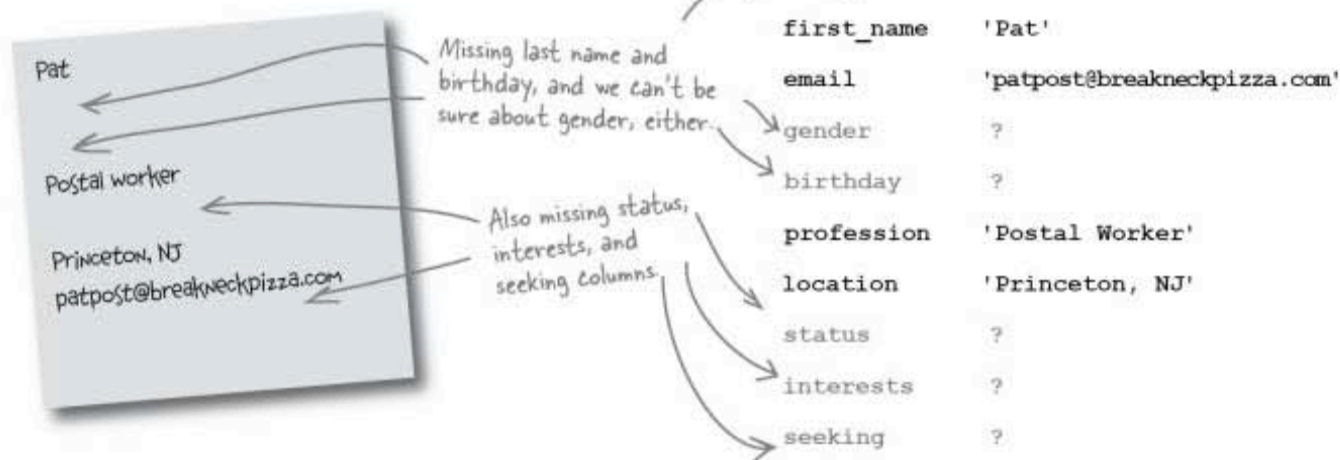 Pat
Postal worker
Princeton, NJ
patpost@breakneckpizza.com
Missing last name and
birthday, and we can't be
sure about gender, either.
Also missing status,
interests, and
seeking columns.
first_name 'Pat'
email 'patpost@breakneckpizza.com'
gender ?
birthday ?
profession 'Postal Worker'
location 'Princeton, NJ'
status ?
interests ?
seeking ?